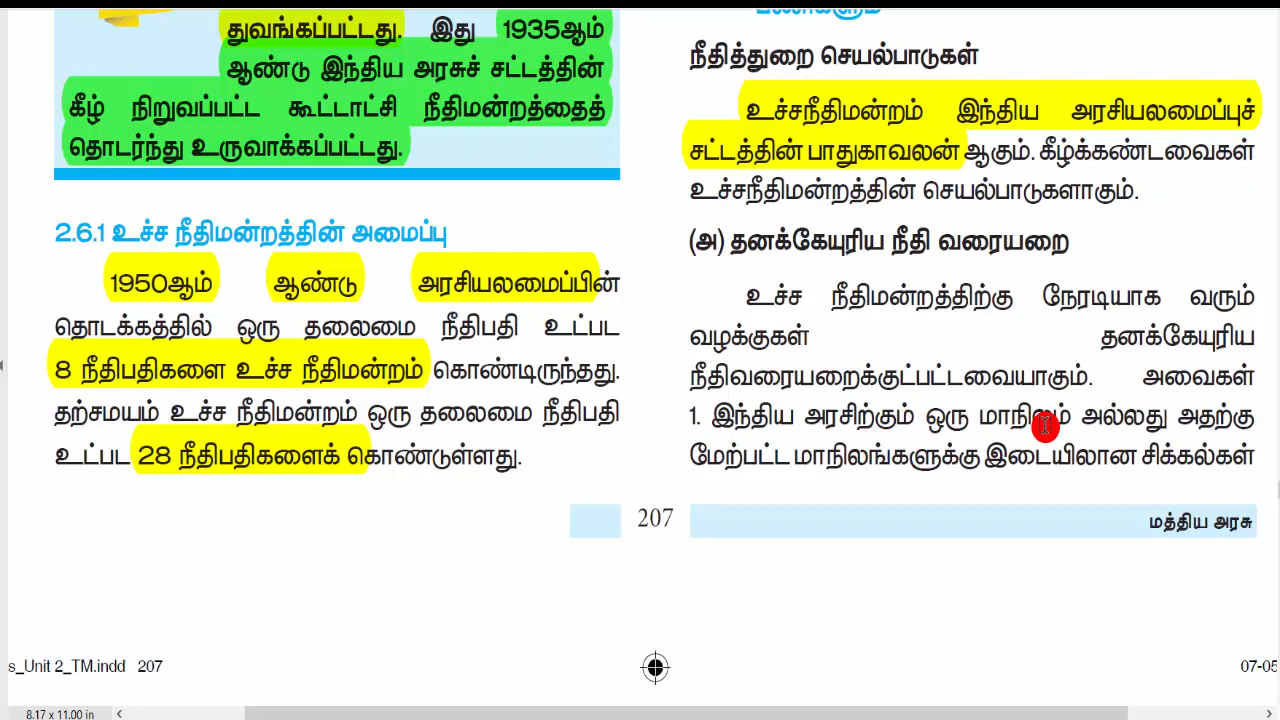 துவங்கப்பட்டது. இது 1935ஆம்
ஆண்டு இந்திய அரசுச் சட்டத்தின்
கீழ் நிறுவப்பட்ட கூட்டாட்சி நீதிமன்றத்தைத்
தொடர்ந்து உருவாக்கப்பட்டது.
2.6.1 உச்ச நீதிமன்றத்தின் அமைப்பு
1950ஆம் ஆண்டு அரசியலமைப்பின்
தொடக்கத்தில் ஒரு தலைமை நீதிபதி உட்பட
8 நீதிபதிகளை உச்ச நீதிமன்றம் கொண்டிருந்தது.
தற்சமயம் உச்ச நீதிமன்றம் ஒரு தலைமை நீதிபதி
உட்பட 28 நீதிபதிகளைக் கொண்டுள்ளது.
நீதித்துறை செயல்பாடுகள்
உச்சநீதிமன்றம் இந்திய அரசியலமைப்புச்
சட்டத்தின் பாதுகாவலன் ஆகும். கீழ்க்கண்டவைகள்
உச்சநீதிமன்றத்தின் செயல்பாடுகளாகும்.
(அ) தனக்கேயுரிய நீதி வரையறை
உச்ச நீதிமன்றத்திற்கு நேரடியாக வரும்
வழக்குகள் தனக்கேயுரிய
நீதிவரையறைக்குட்பட்டவையாகும். அவைகள்
1. இந்திய அரசிற்கும் ஒரு மாநிலம் அல்லது அதற்கு
மேற்பட்ட மாநிலங்களுக்கு இடையிலான சிக்கல்கள்
207
மத்திய அரசு
s_Unit 2_TM.indd 207
07-05
8.17 x 11.00 in